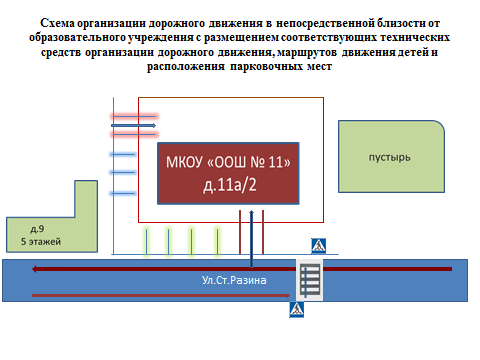 Схема организации дорожного движения в непосредственной близости от
образовательного учреждения с размещением соответствующих технических
средств организации дорожного движения, маршрутов движения детей и
расположения парковочных мест
МКОУ «ООШ № 11»
д.11а/2
пустырь
д.9
5 этажей
Ул.Ст.Разина